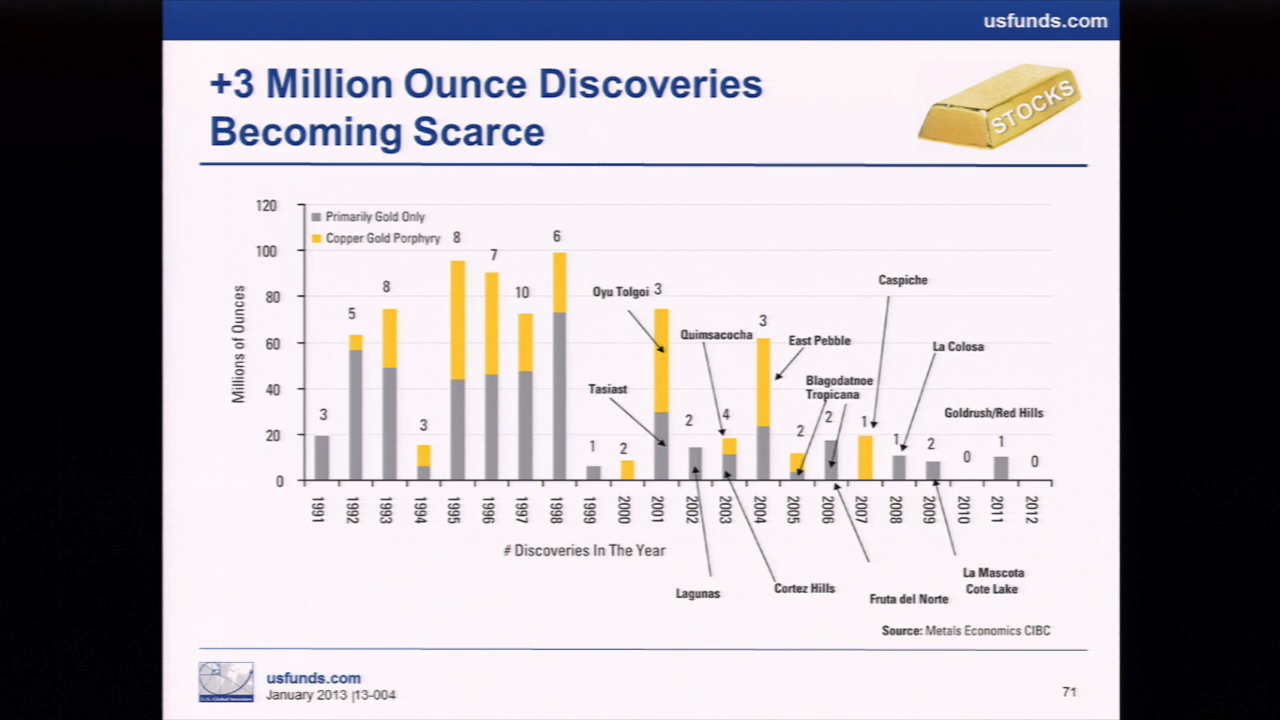 usfunds.com
+3 Million Ounce Discoveries
Becoming Scarce
STOCKS
Millions of Ounces
120
100
80
60
40
20
0
Primarily Gold Only
Copper Gold Porphyry
3
5
8
3
8
7
10
6
1
2
Oyu Tolgoi 3
Tasiast
2
Quimsacocha
4
3
East Pebble
Blagodatnoe
Tropicana
2
2
Caspiche
1
La Colosa
1
2
Goldrush/Red Hills
0
1
0
1991
1992
1993
1994
1995
1996
1997
1998
1999
2000
2001
2002
2003
2004
2005
2006
2007
2008
2009
2010
2011
2012
# Discoveries In The Year
Lagunas
Cortez Hills
Fruta del Norte
La Mascota
Cote Lake
Source: Metals Economics CIBC
usfunds.com
January 2013 |13-004
71